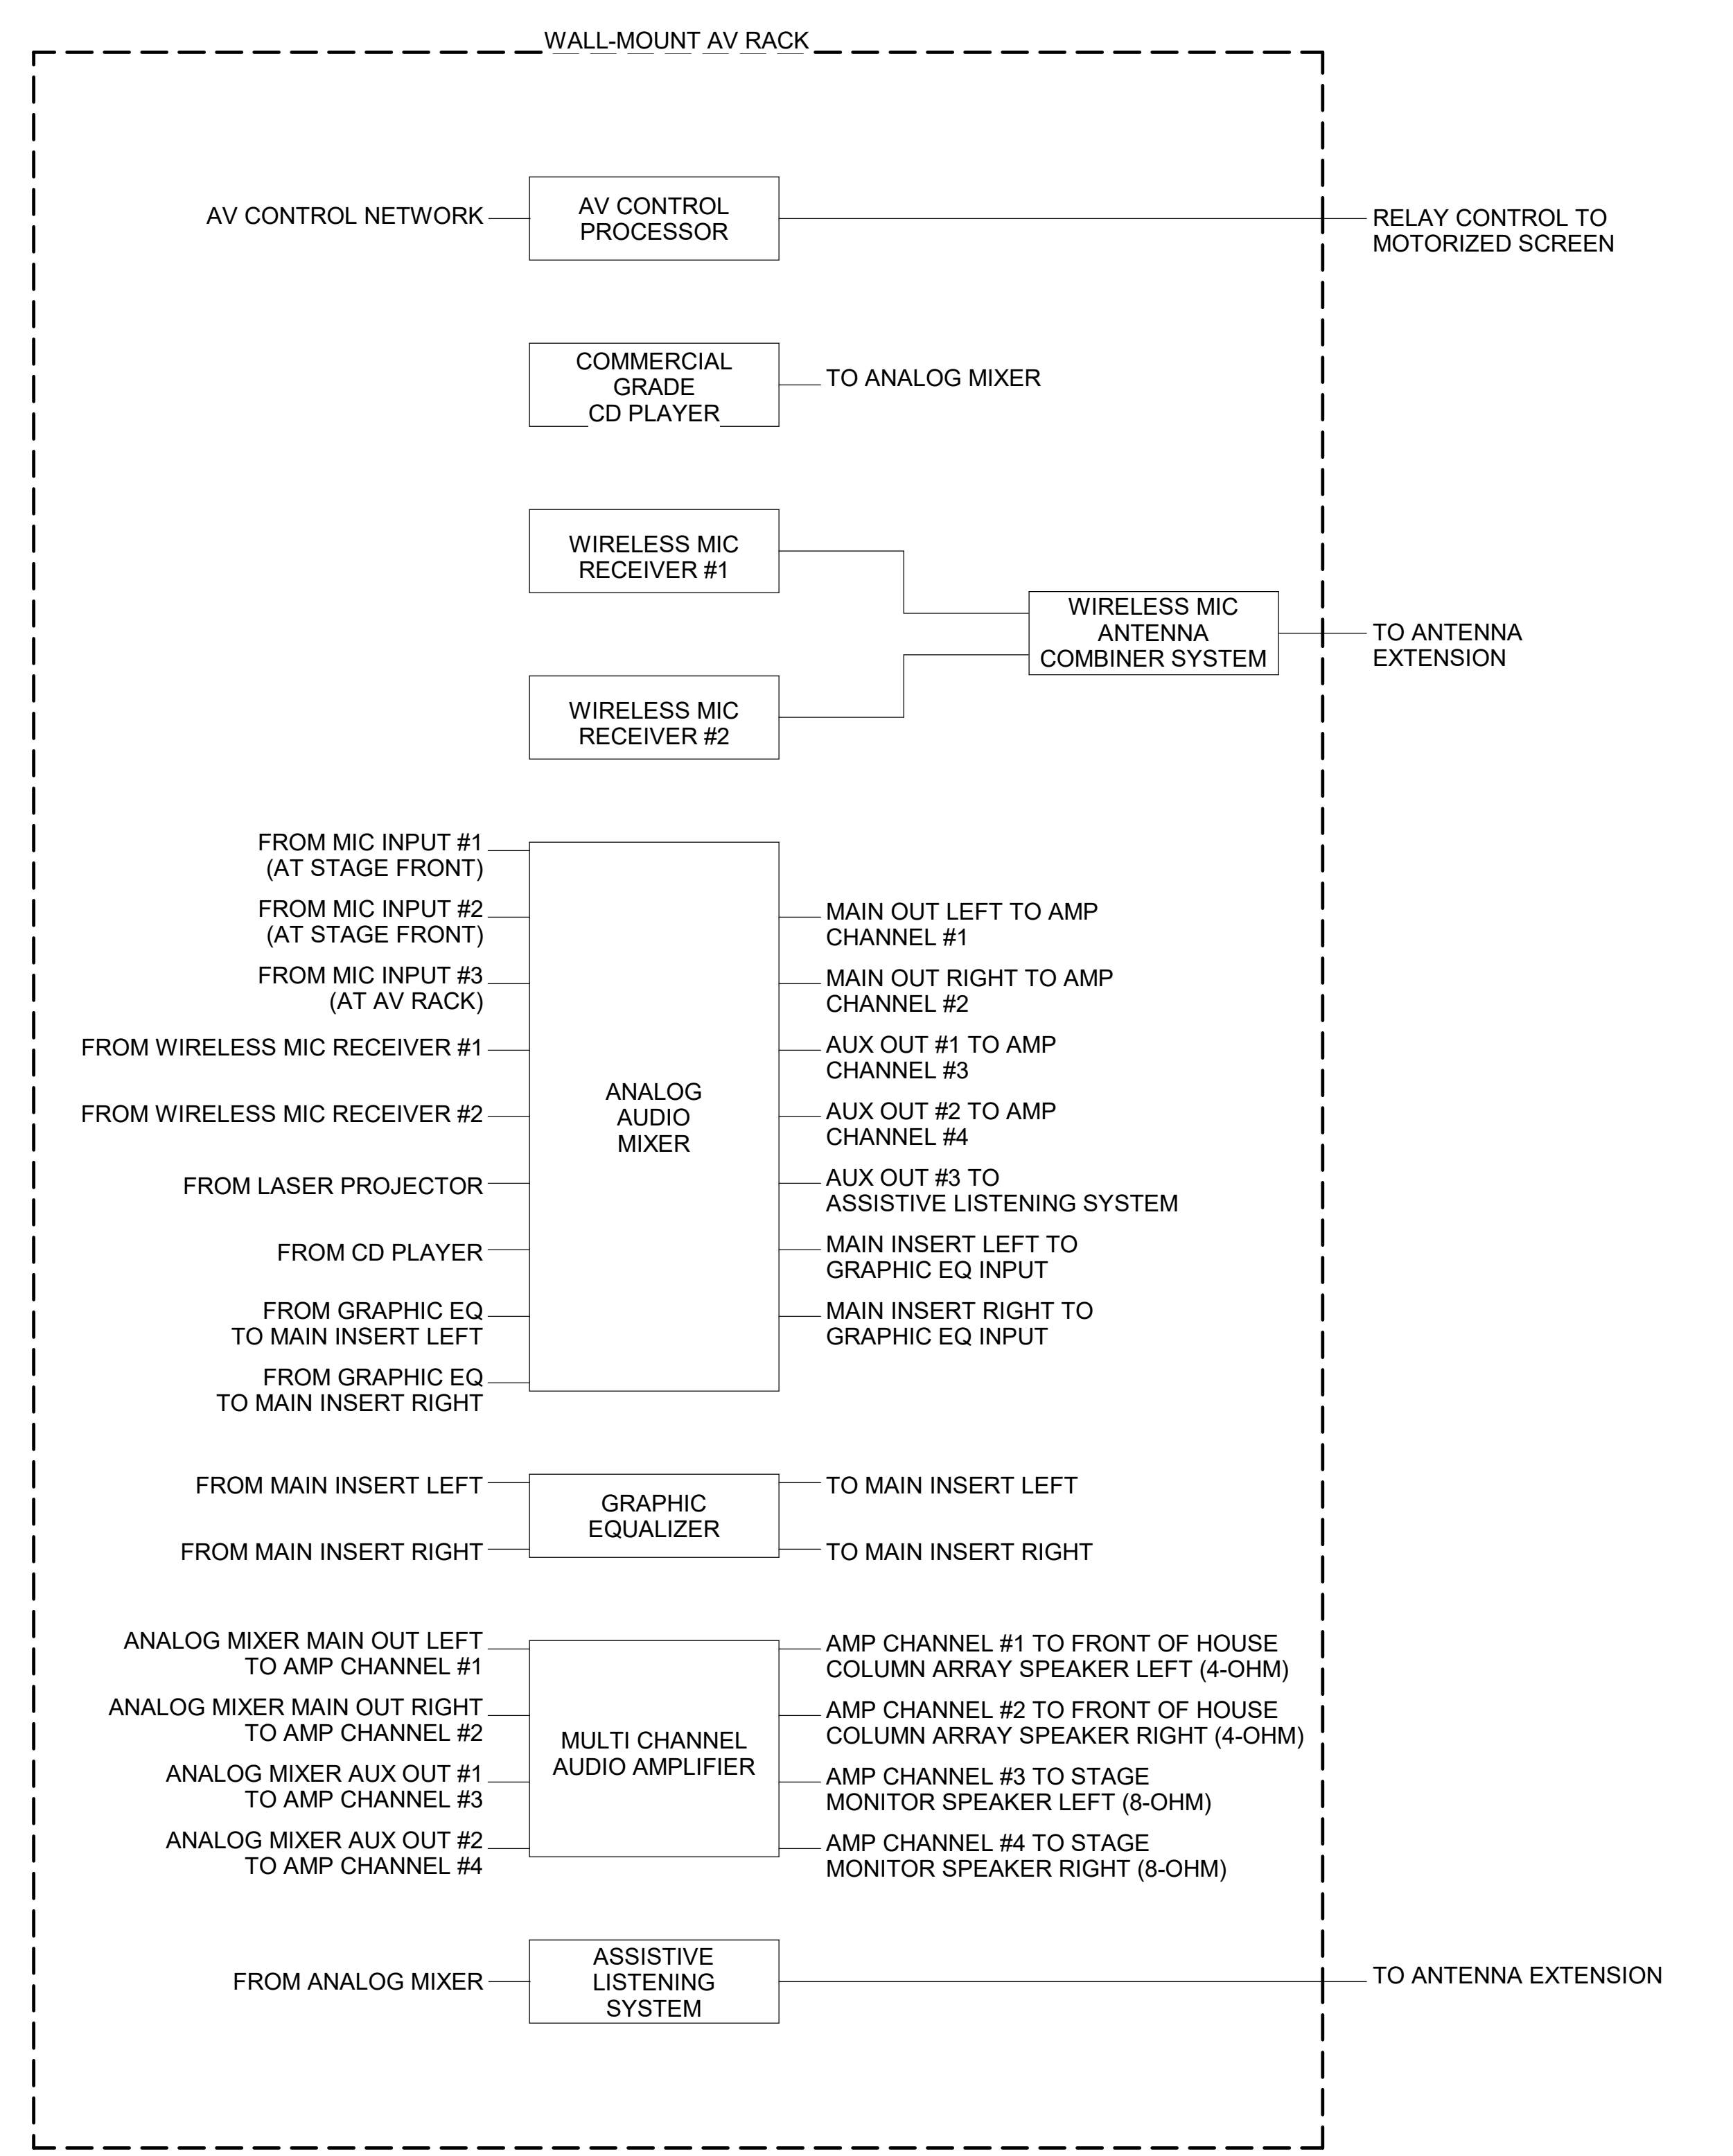 WALL-MOUNT AV RACK
AV CONTROL NETWORK
AV CONTROL
PROCESSOR
RELAY CONTROL TO
MOTORIZED SCREEN
COMMERCIAL
GRADE
CD PLAYER
TO ANALOG MIXER
WIRELESS MIC
RECEIVER #1
WIRELESS MIC
ANTENNA
COMBINER SYSTEM
TO ANTENNA
EXTENSION
WIRELESS MIC
RECEIVER #2
FROM MIC INPUT #1
(AT STAGE FRONT)
FROM MIC INPUT #2
(AT STAGE FRONT)
FROM MIC INPUT #3
(AT AV RACK)
FROM WIRELESS MIC RECEIVER #1
FROM WIRELESS MIC RECEIVER #2
FROM LASER PROJECTOR
FROM CD PLAYER
FROM GRAPHIC EQ
TO MAIN INSERT LEFT
FROM GRAPHIC EQ
TO MAIN INSERT RIGHT
ANALOG
AUDIO
MIXER
MAIN OUT LEFT TO AMP
CHANNEL #1
MAIN OUT RIGHT TO AMP
CHANNEL #2
AUX OUT #1 TO AMP
CHANNEL #3
AUX OUT #2 TO AMP
CHANNEL #4
AUX OUT #3 TO
ASSISTIVE LISTENING SYSTEM
MAIN INSERT LEFT TO
GRAPHIC EQ INPUT
MAIN INSERT RIGHT TO
GRAPHIC EQ INPUT
FROM MAIN INSERT LEFT
FROM MAIN INSERT RIGHT
GRAPHIC
EQUALIZER
TO MAIN INSERT LEFT
TO MAIN INSERT RIGHT
ANALOG MIXER MAIN OUT LEFT
TO AMP CHANNEL #1
ANALOG MIXER MAIN OUT RIGHT
TO AMP CHANNEL #2
ANALOG MIXER AUX OUT #1
TO AMP CHANNEL #3
ANALOG MIXER AUX OUT #2
TO AMP CHANNEL #4
MULTI CHANNEL
AUDIO AMPLIFIER
AMP CHANNEL #1 TO FRONT OF HOUSE
COLUMN ARRAY SPEAKER LEFT (4-OHM)
AMP CHANNEL #2 TO FRONT OF HOUSE
COLUMN ARRAY SPEAKER RIGHT (4-OHM)
AMP CHANNEL #3 TO STAGE
MONITOR SPEAKER LEFT (8-OHM)
AMP CHANNEL #4 TO STAGE
MONITOR SPEAKER RIGHT (8-OHM)
FROM ANALOG MIXER
ASSISTIVE
LISTENING
SYSTEM
TO ANTENNA EXTENSION